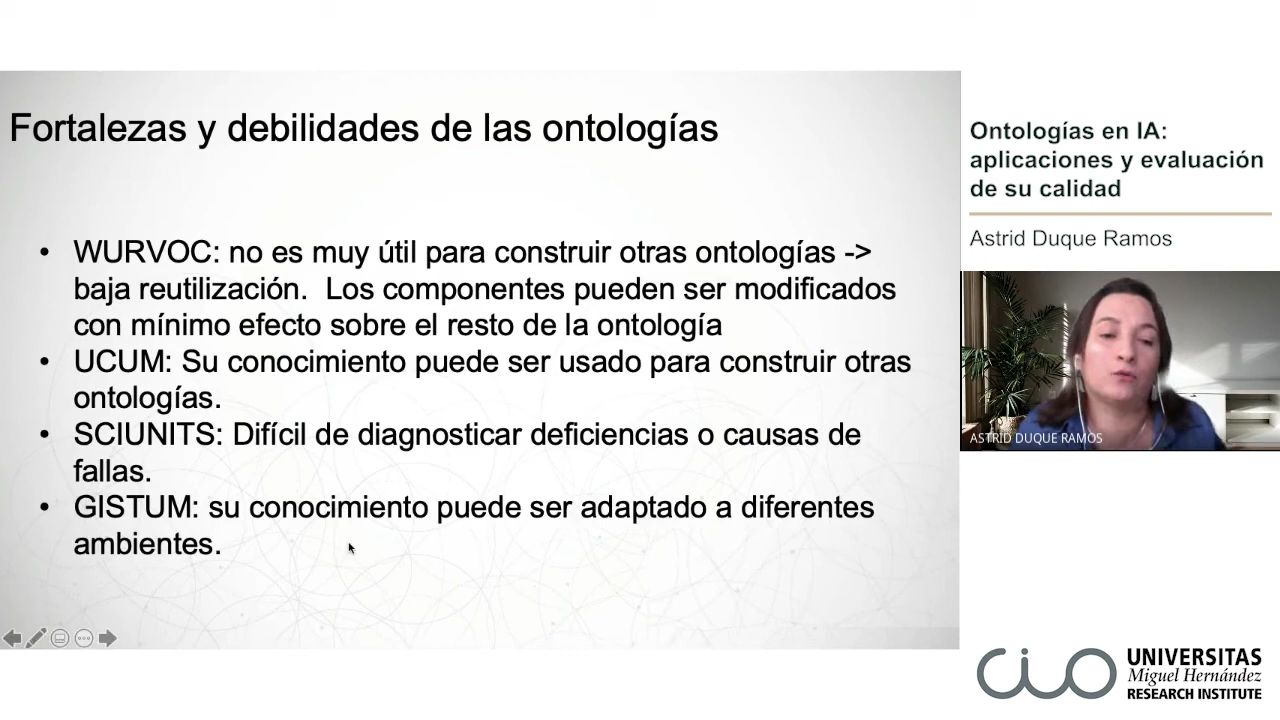 Fortalezas y debilidades de las ontologías
• WURVOC: no es muy útil para construir otras ontologías ->
baja reutilización. Los componentes pueden ser modificados
con mínimo efecto sobre el resto de la ontología
• UCUM: Su conocimiento puede ser usado para construir otras
ontologías.
• SCIUNITS: Difícil de diagnosticar deficiencias o causas de
fallas.
• GISTUM: su conocimiento puede ser adaptado a diferentes
ambientes.
Ontologías en IA:
aplicaciones y evaluación
de su calidad
Astrid Duque Ramos
ASTRID DUQUE RAMOS
CIO
UNIVERSITAS
Miguel Hernández
RESEARCH INSTITUTE